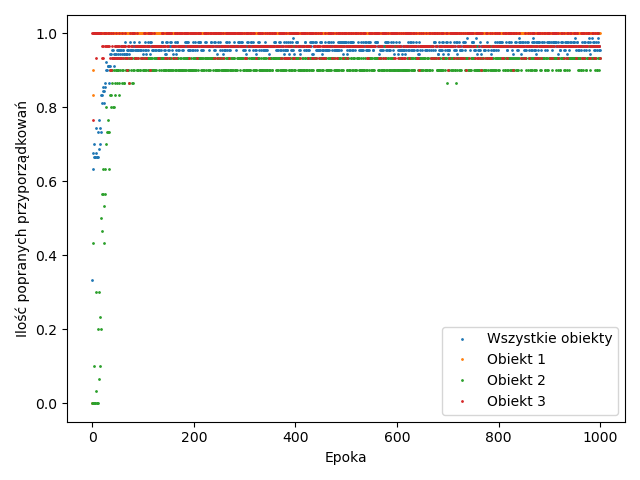 1.0
0.8
0.6
0.4
0.2
0.0
Ilość popranych przyporządkowań
0
200
400
600
800
1000
Epoka
Wszystkie obiekty
Obiekt 1
Obiekt 2
Obiekt 3